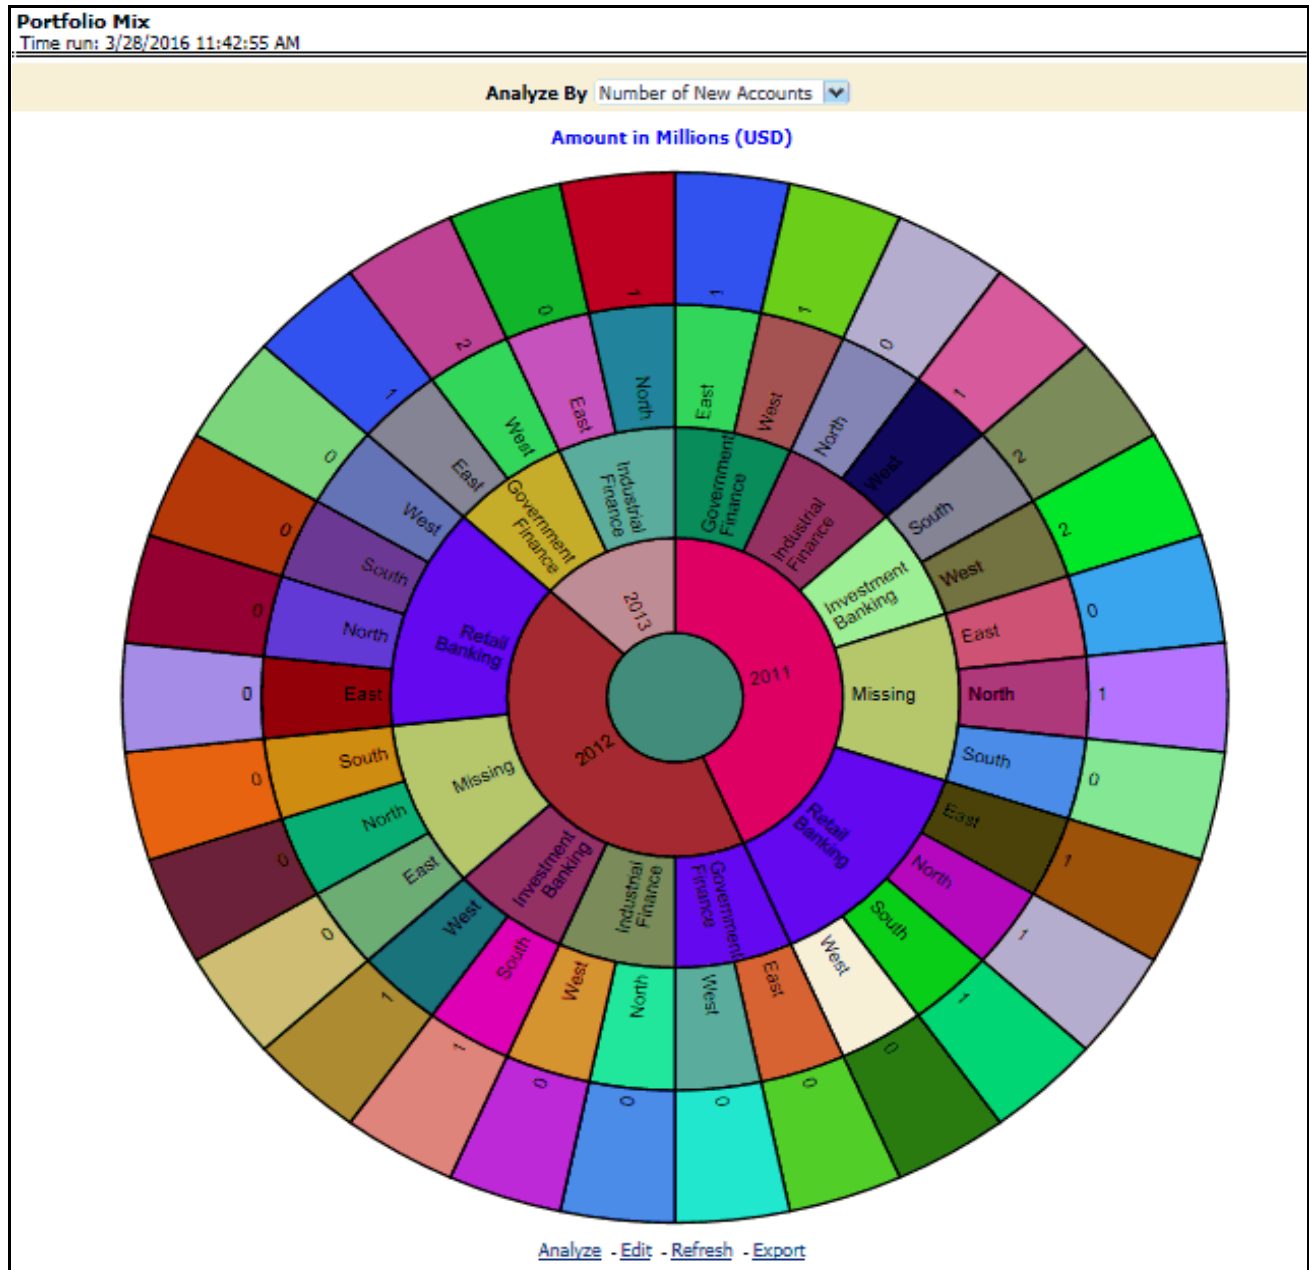 Portfolio Mix
Time run: 3/28/2016 11:42:55 AM
Analyze By Number of New Accounts
Amount in Millions (USD)
2011
Government
Finance
East
1
West
1
Industrial
Finance
North
0
West
1
Investment
Banking
South
2
West
2
Missing
East
0
North
1
South
0
Retail
Banking
East
1
North
1
South
1
West
0
2012
Government
Finance
East
0
West
0
Industrial
Finance
North
0
West
0
Investment
Banking
South
1
West
1
Missing
East
0
North
0
South
0
Retail
Banking
East
0
North
0
South
0
West
0
2013
Government
Finance
East
1
West
2
Industrial
Finance
East
0
North
1
Analyze - Edit - Refresh - Export